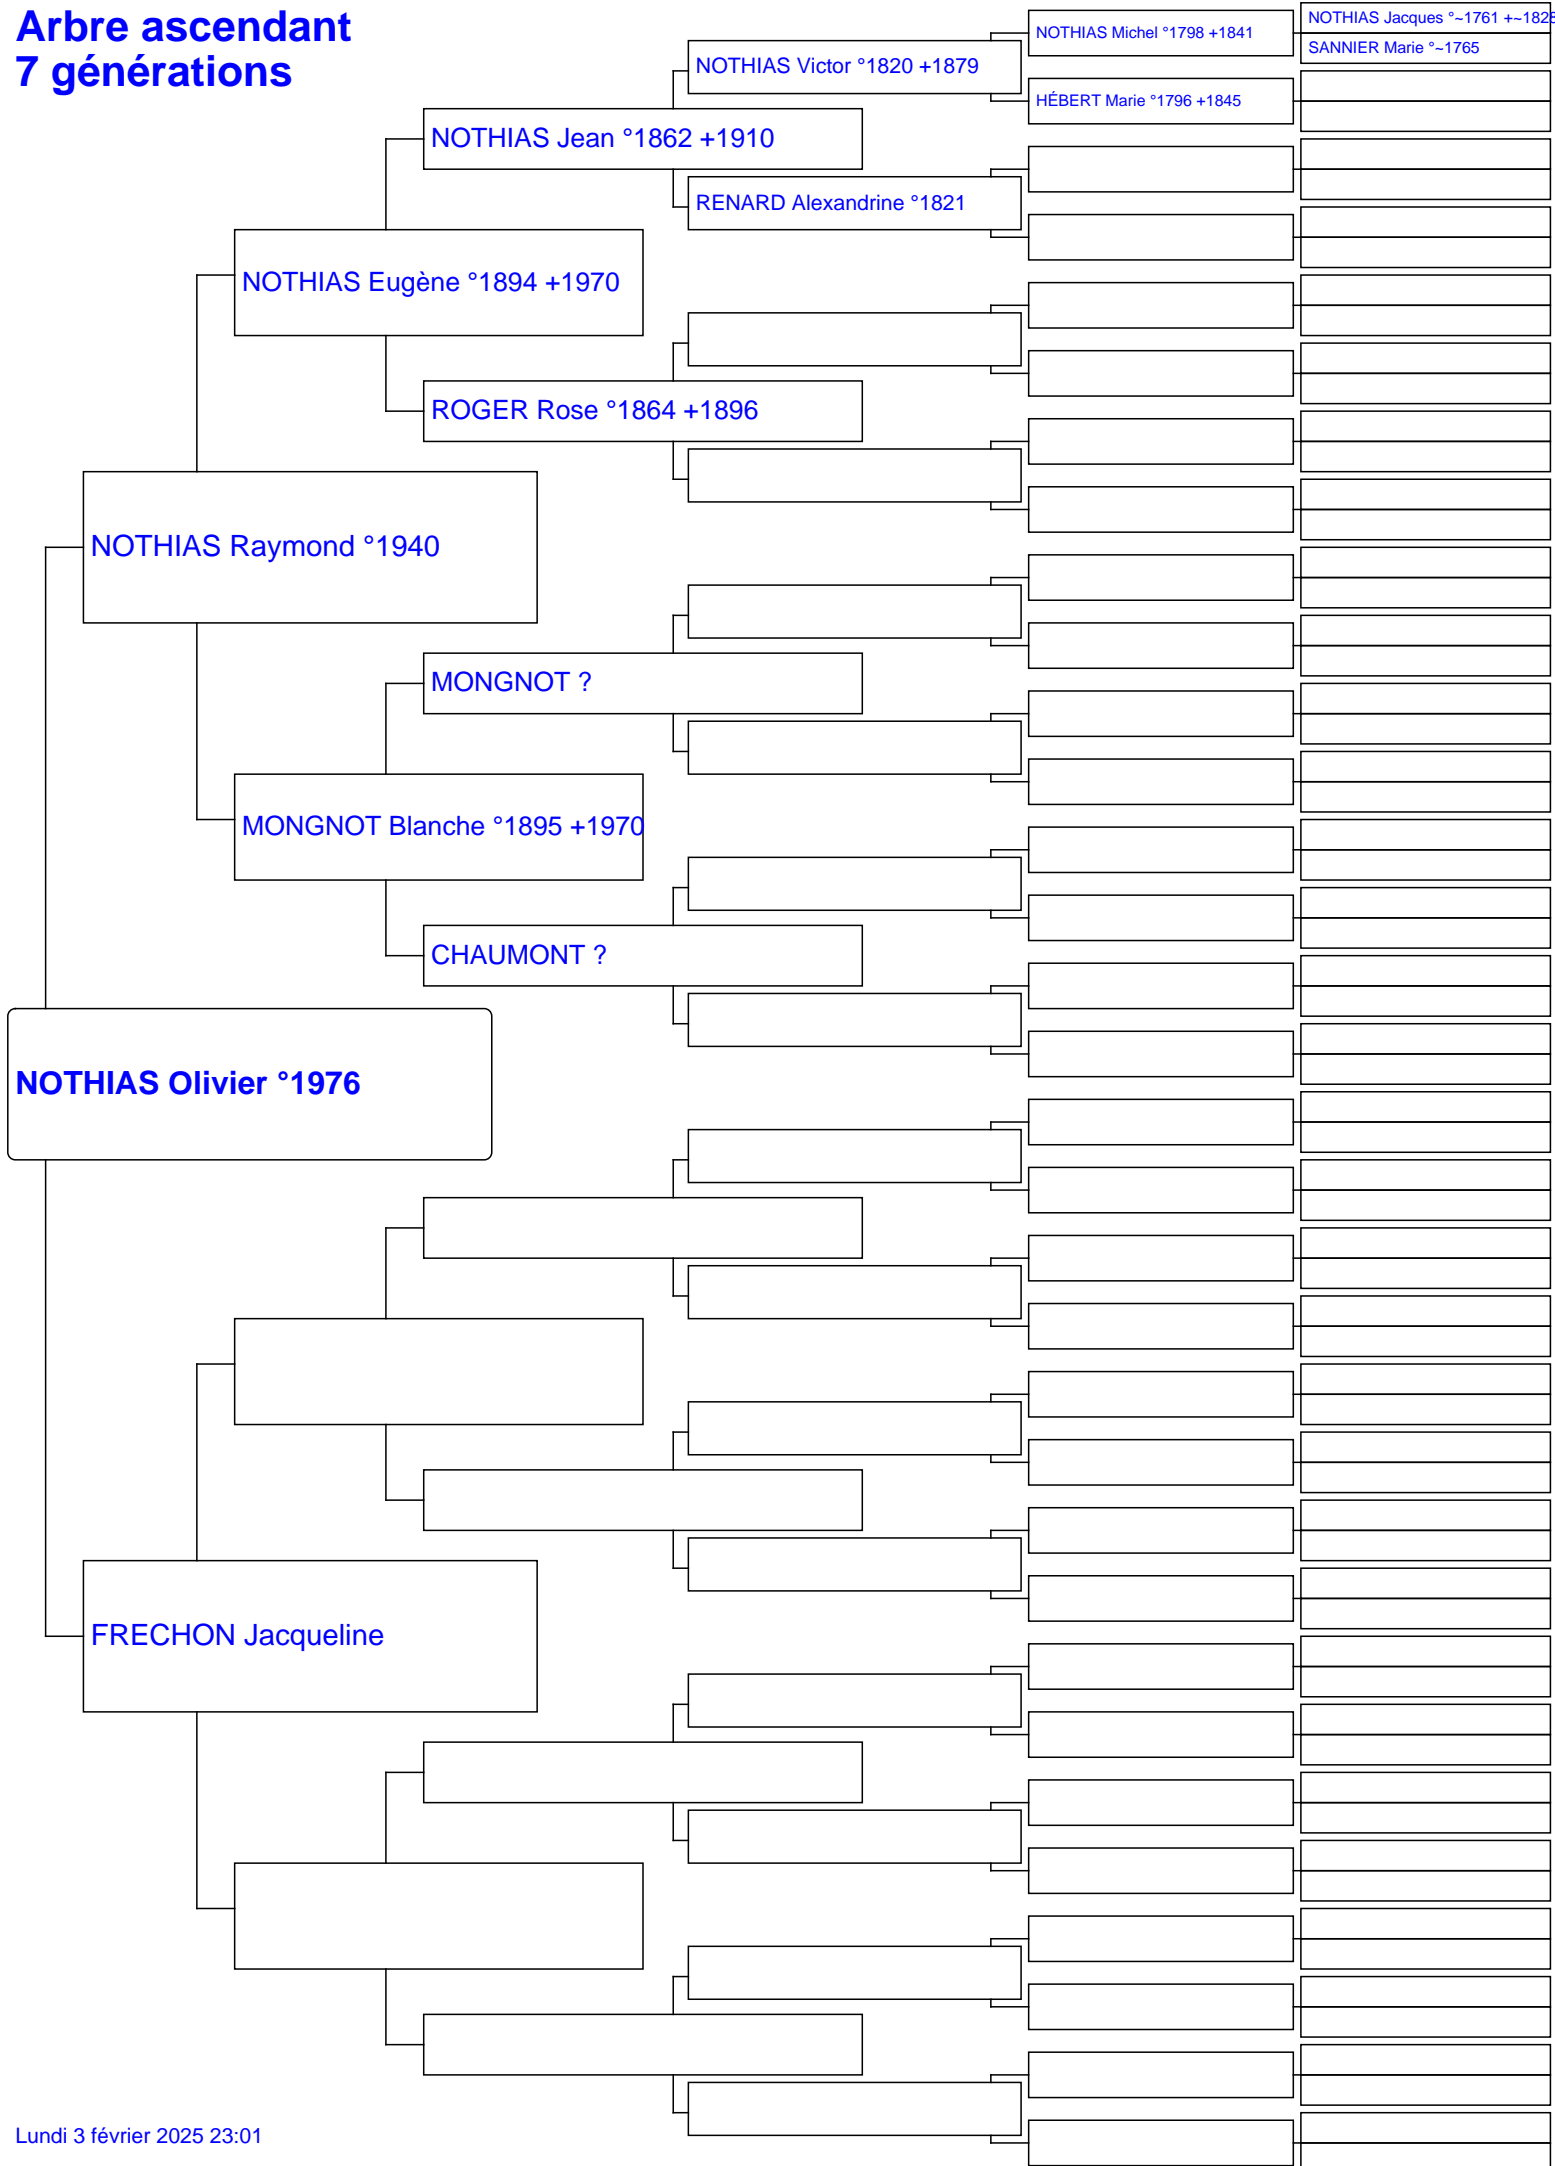 Arbre ascendant
7 générations
NOTHIAS Jacques °~1761 +~1828
NOTHIAS Michel °1798 +1841
SANNIER Marie °~1765
NOTHIAS Victor °1820 +1879
HÉBERT Marie °1796 +1845
NOTHIAS Jean °1862 +1910
RENARD Alexandrine °1821
NOTHIAS Eugène °1894 +1970
ROGER Rose °1864 +1896
NOTHIAS Raymond °1940
MONGNOT ?
MONGNOT Blanche °1895 +1970
CHAUMONT ?
NOTHIAS Olivier °1976
FRECHON Jacqueline
Lundi 3 février 2025 23:01